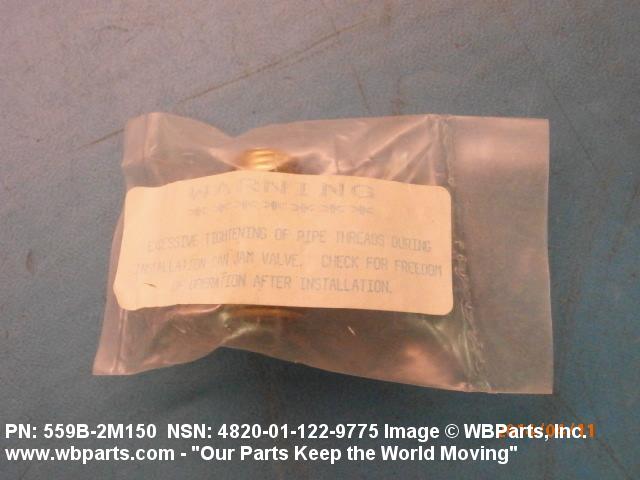 WARNING
EXCESSIVE TIGHTENING OF PIPE THREADS DURING
INSTALLATION CAN JAM VALVE. CHECK FOR FREEDOM
OF OPERATION AFTER INSTALLATION.
PN: 559B-2M150 NSN: 4820-01-122-9775 Image © WBParts, Inc.
www.wbparts.com - "Our Parts Keep the World Moving"